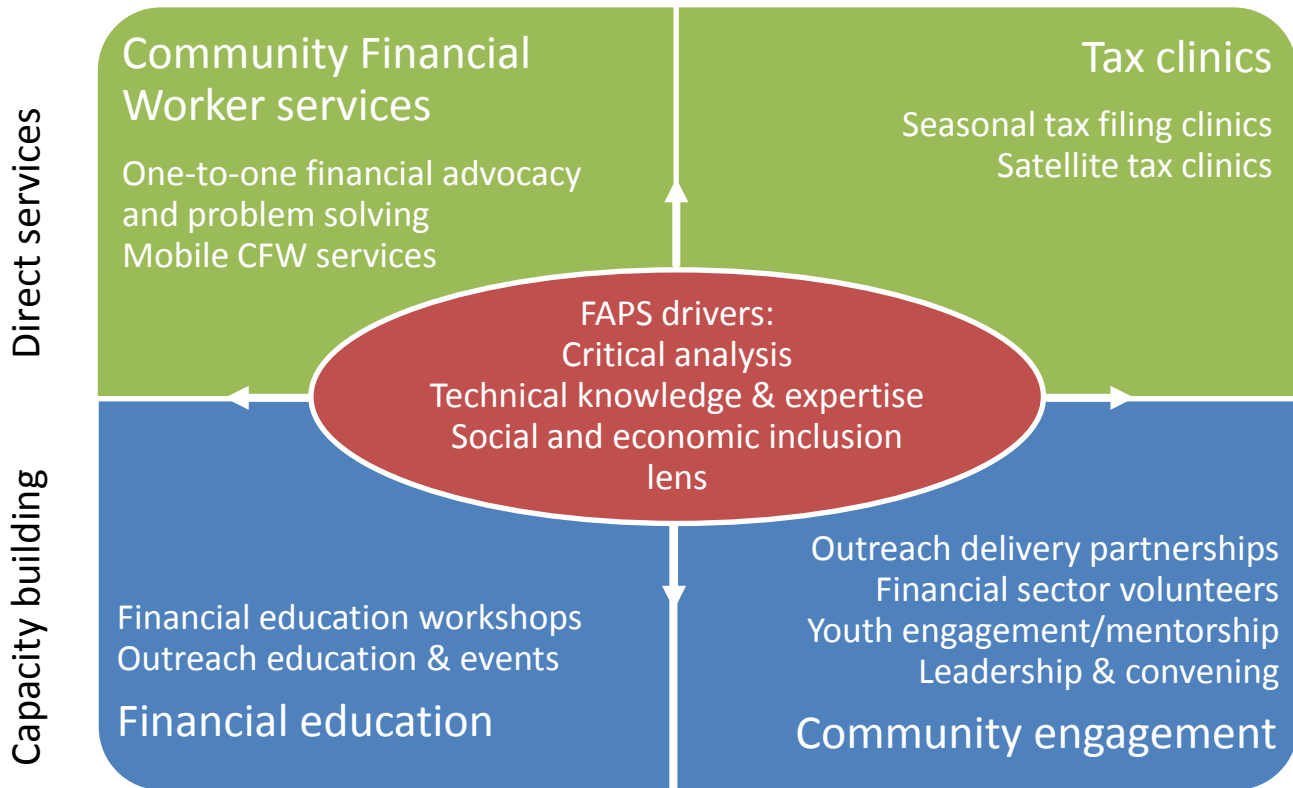 Direct services
Community Financial
Worker services
One-to-one financial advocacy
and problem solving
Mobile CFW services
Tax clinics
Seasonal tax filing clinics
Satellite tax clinics
FAPS drivers:
Critical analysis
Technical knowledge & expertise
Social and economic inclusion
lens
Capacity building
Financial education workshops
Outreach education & events
Financial education
Outreach delivery partnerships
Financial sector volunteers
Youth engagement/mentorship
Leadership & convening
Community engagement